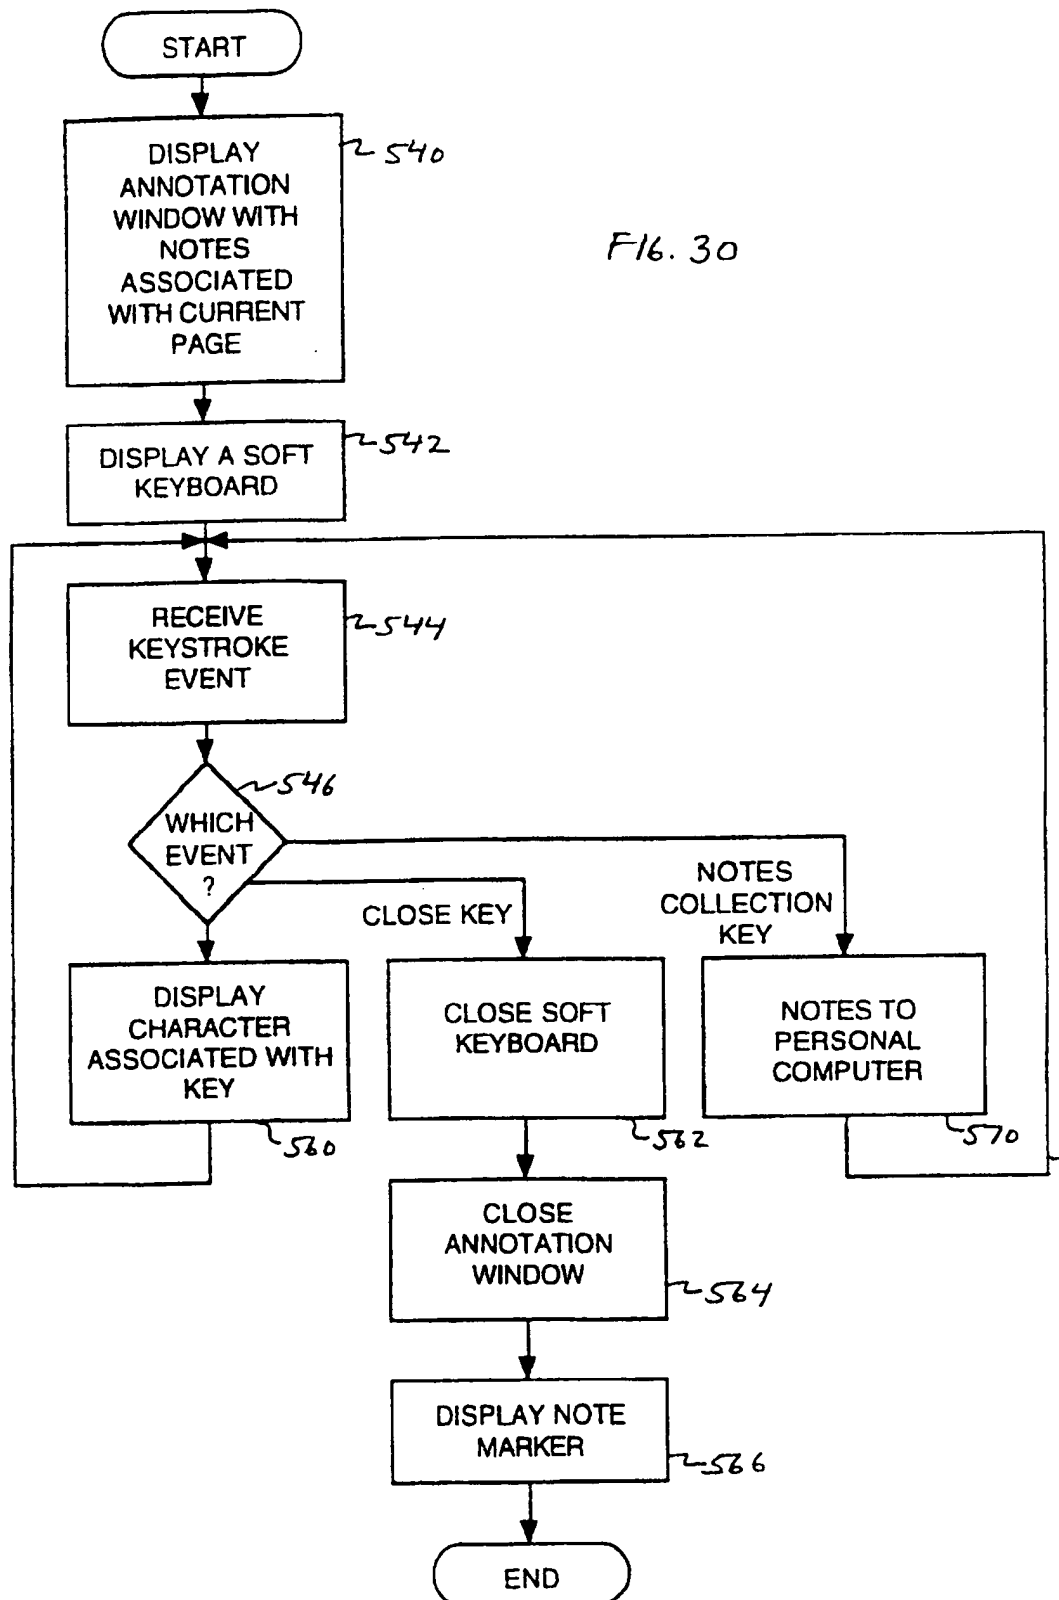 START
DISPLAY
ANNOTATION
WINDOW WITH
NOTES
ASSOCIATED
WITH CURRENT
PAGE
540
FIG. 30
DISPLAY A SOFT
KEYBOARD
542
RECEIVE
KEYSTROKE
EVENT
544
WHICH
EVENT
?
546
CLOSE KEY
NOTES
COLLECTION
KEY
DISPLAY
CHARACTER
ASSOCIATED WITH
KEY
560
CLOSE SOFT
KEYBOARD
562
NOTES TO
PERSONAL
COMPUTER
570
CLOSE
ANNOTATION
WINDOW
564
DISPLAY NOTE
MARKER
566
END